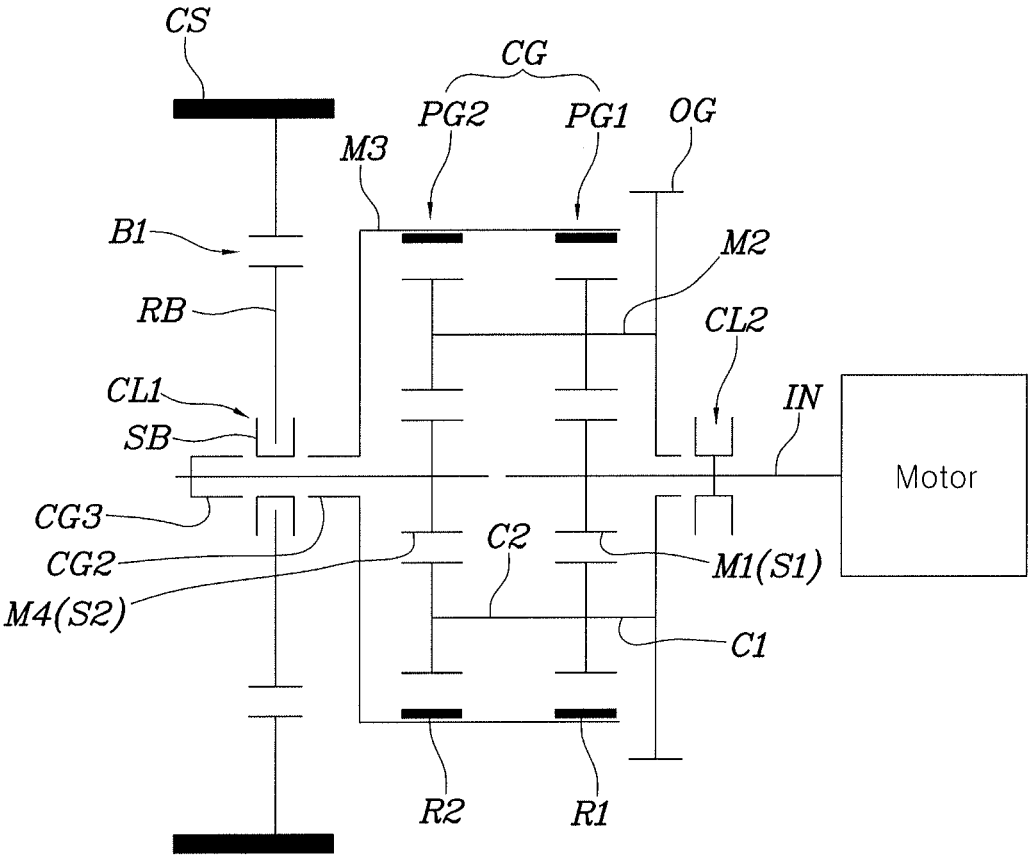 CS
CG
PG2
PG1
OG
M3
B1
M2
RB
CL2
CL1
IN
SB
Motor
CG3
C2
CG2
M1(S1)
M4(S2)
C1
R2
R1